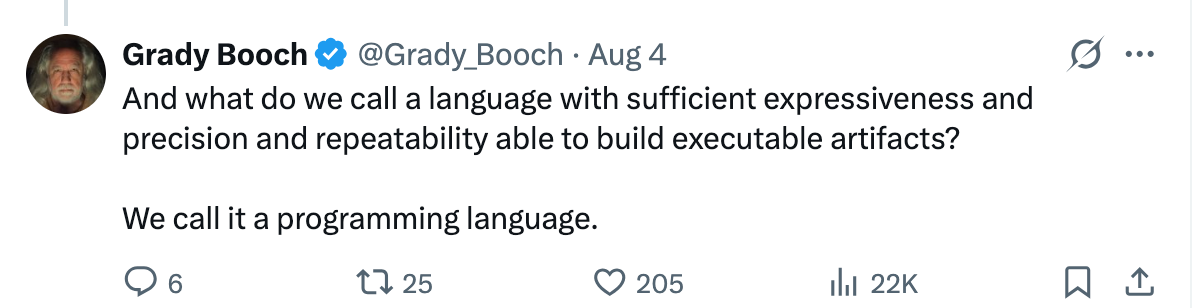 Grady Booch @Grady_Booch · Aug 4
And what do we call a language with sufficient expressiveness and
precision and repeatability able to build executable artifacts?
We call it a programming language.
6 25 205 22K